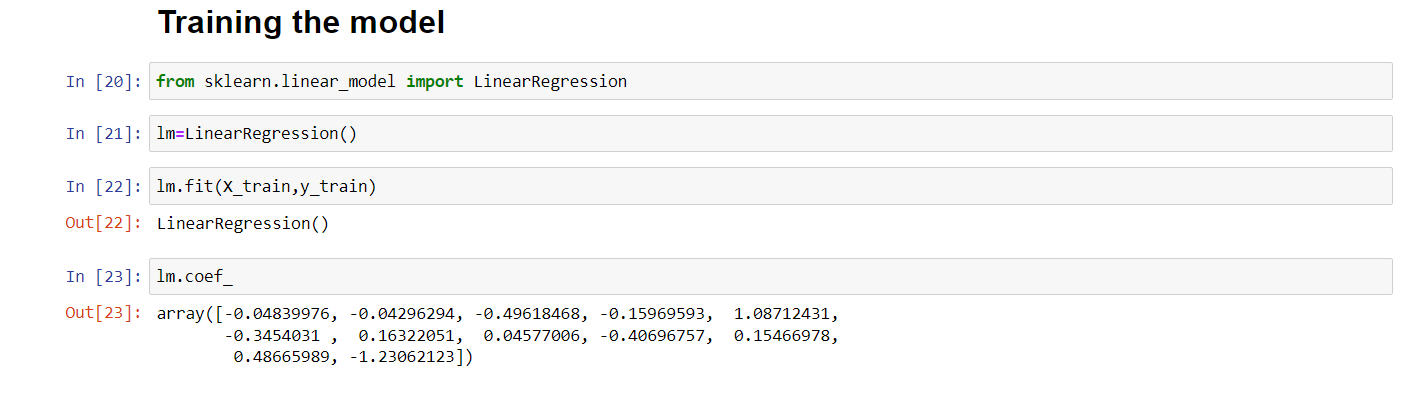 Training the model
In [20]: from sklearn.linear_model import LinearRegression
In [21]: lm=LinearRegression()
In [22]: lm.fit(X_train,y_train)
Out[22]: LinearRegression()
In [23]: lm.coef_
Out[23]: array([-0.04839976, -0.04296294, -0.49618468, -0.15969593,  1.08712431,
       -0.3454031 ,  0.16322051,  0.04577006, -0.40696757,  0.15466978,
        0.48665989, -1.23062123])